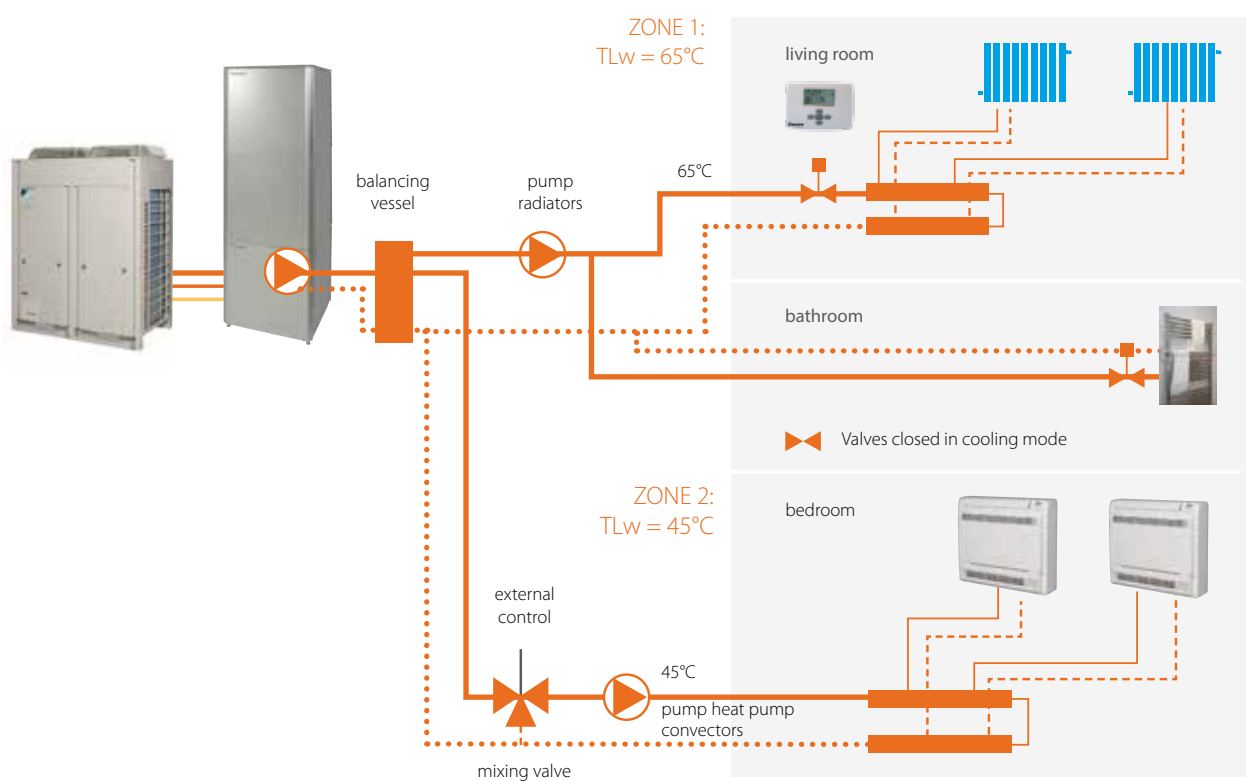 ZONE 1:
TLw = 65°C
living room
balancing
vessel
pump
radiators
65°C
bathroom
Valves closed in cooling mode
ZONE 2:
TLw = 45°C
bedroom
external
control
45°C
pump heat pump
convectors
mixing valve